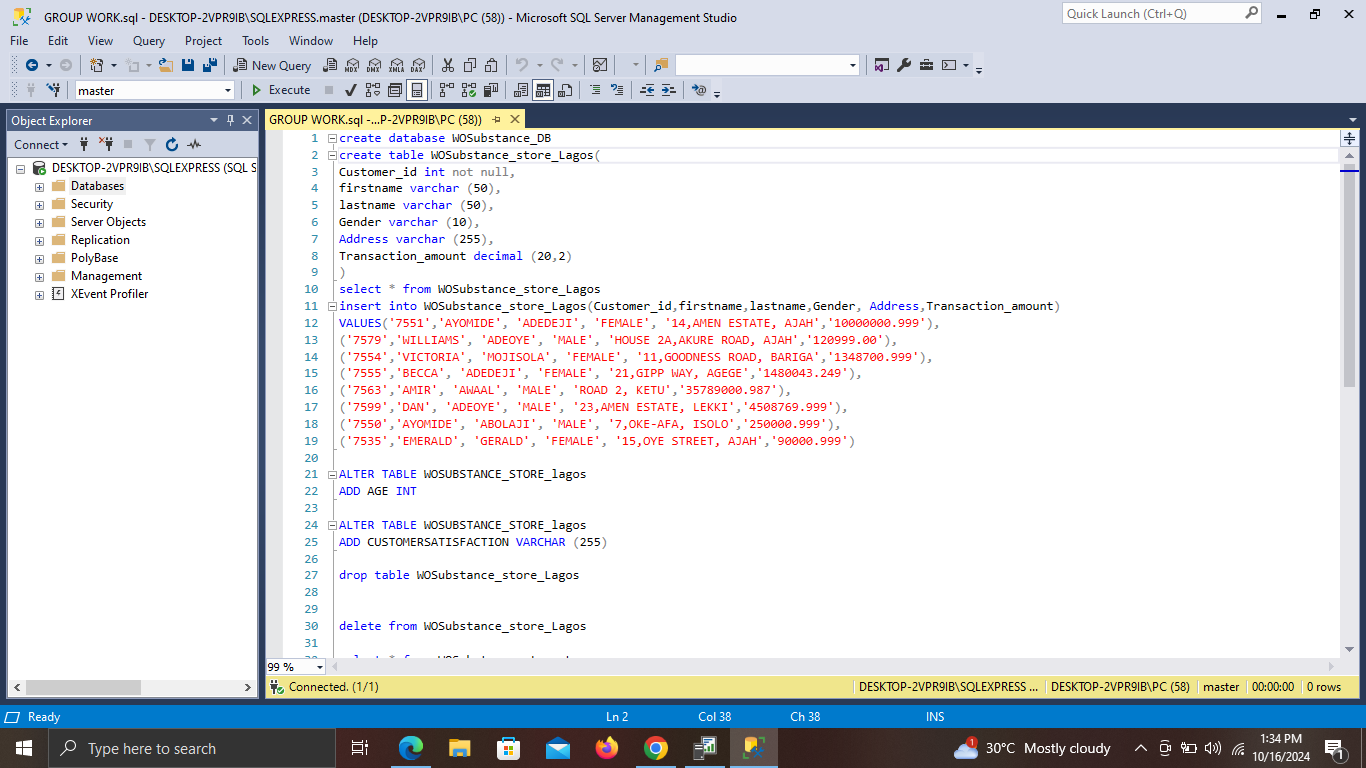 GROUP WORK.sql - DESKTOP-2VPR9IB\SQLEXPRESS.master (DESKTOP-2VPR9IB\PC (58)) - Microsoft SQL Server Management Studio
Quick Launch (Ctrl+Q)
File Edit View Query Project Tools Window Help
New Query MDX DMX XMLA DAX
master Execute
Object Explorer
GROUP WORK.sql -...P-2VPR9IB\PC (58))
Connect
DESKTOP-2VPR9IB\SQLEXPRESS (SQL S
Databases
Security
Server Objects
Replication
PolyBase
Management
XEvent Profiler
1 create database WOSubstance_DB
2 create table WOSubstance_store_Lagos(
3 Customer_id int not null,
4 firstname varchar (50),
5 lastname varchar (50),
6 Gender varchar (10),
7 Address varchar (255),
8 Transaction_amount decimal (20,2)
9 )
10 select * from WOSubstance_store_Lagos
11 insert into WOSubstance_store_Lagos(Customer_id,firstname,lastname,Gender, Address,Transaction_amount)
12 VALUES('7551','AYOMIDE', 'ADEDEJI', 'FEMALE', '14,AMEN ESTATE, AJAH','10000000.999'),
13 ('7579','WILLIAMS', 'ADEOYE', 'MALE', 'HOUSE 2A,AKURE ROAD, AJAH','120999.00'),
14 ('7554','VICTORIA', 'MOJISOLA', 'FEMALE', '11,GOODNESS ROAD, BARIGA','1348700.999'),
15 ('7555','BECCA', 'ADEDEJI', 'FEMALE', '21,GIPP WAY, AGEGE','1480043.249'),
16 ('7563','AMIR', 'AWAAL', 'MALE', 'ROAD 2, KETU','35789000.987'),
17 ('7599','DAN', 'ADEOYE', 'MALE', '23,AMEN ESTATE, LEKKI','4508769.999'),
18 ('7550','AYOMIDE', 'ABOLAJI', 'MALE', '7,OKE-AFA, ISOLO','250000.999'),
19 ('7535','EMERALD', 'GERALD', 'FEMALE', '15,OYE STREET, AJAH','90000.999')
20
21 ALTER TABLE WOSUBSTANCE_STORE_lagos
22 ADD AGE INT
23
24 ALTER TABLE WOSUBSTANCE_STORE_lagos
25 ADD CUSTOMERSATISFACTION VARCHAR (255)
26
27 drop table WOSubstance_store_Lagos
28
29
30 delete from WOSubstance_store_Lagos
31
99 %
Connected. (1/1) DESKTOP-2VPR9IB\SQLEXPRESS ... DESKTOP-2VPR9IB\PC (58) master 00:00:00 0 rows
Ready Ln 2 Col 38 Ch 38 INS
Type here to search
1
30°C Mostly cloudy
1:34 PM
10/16/2024
1